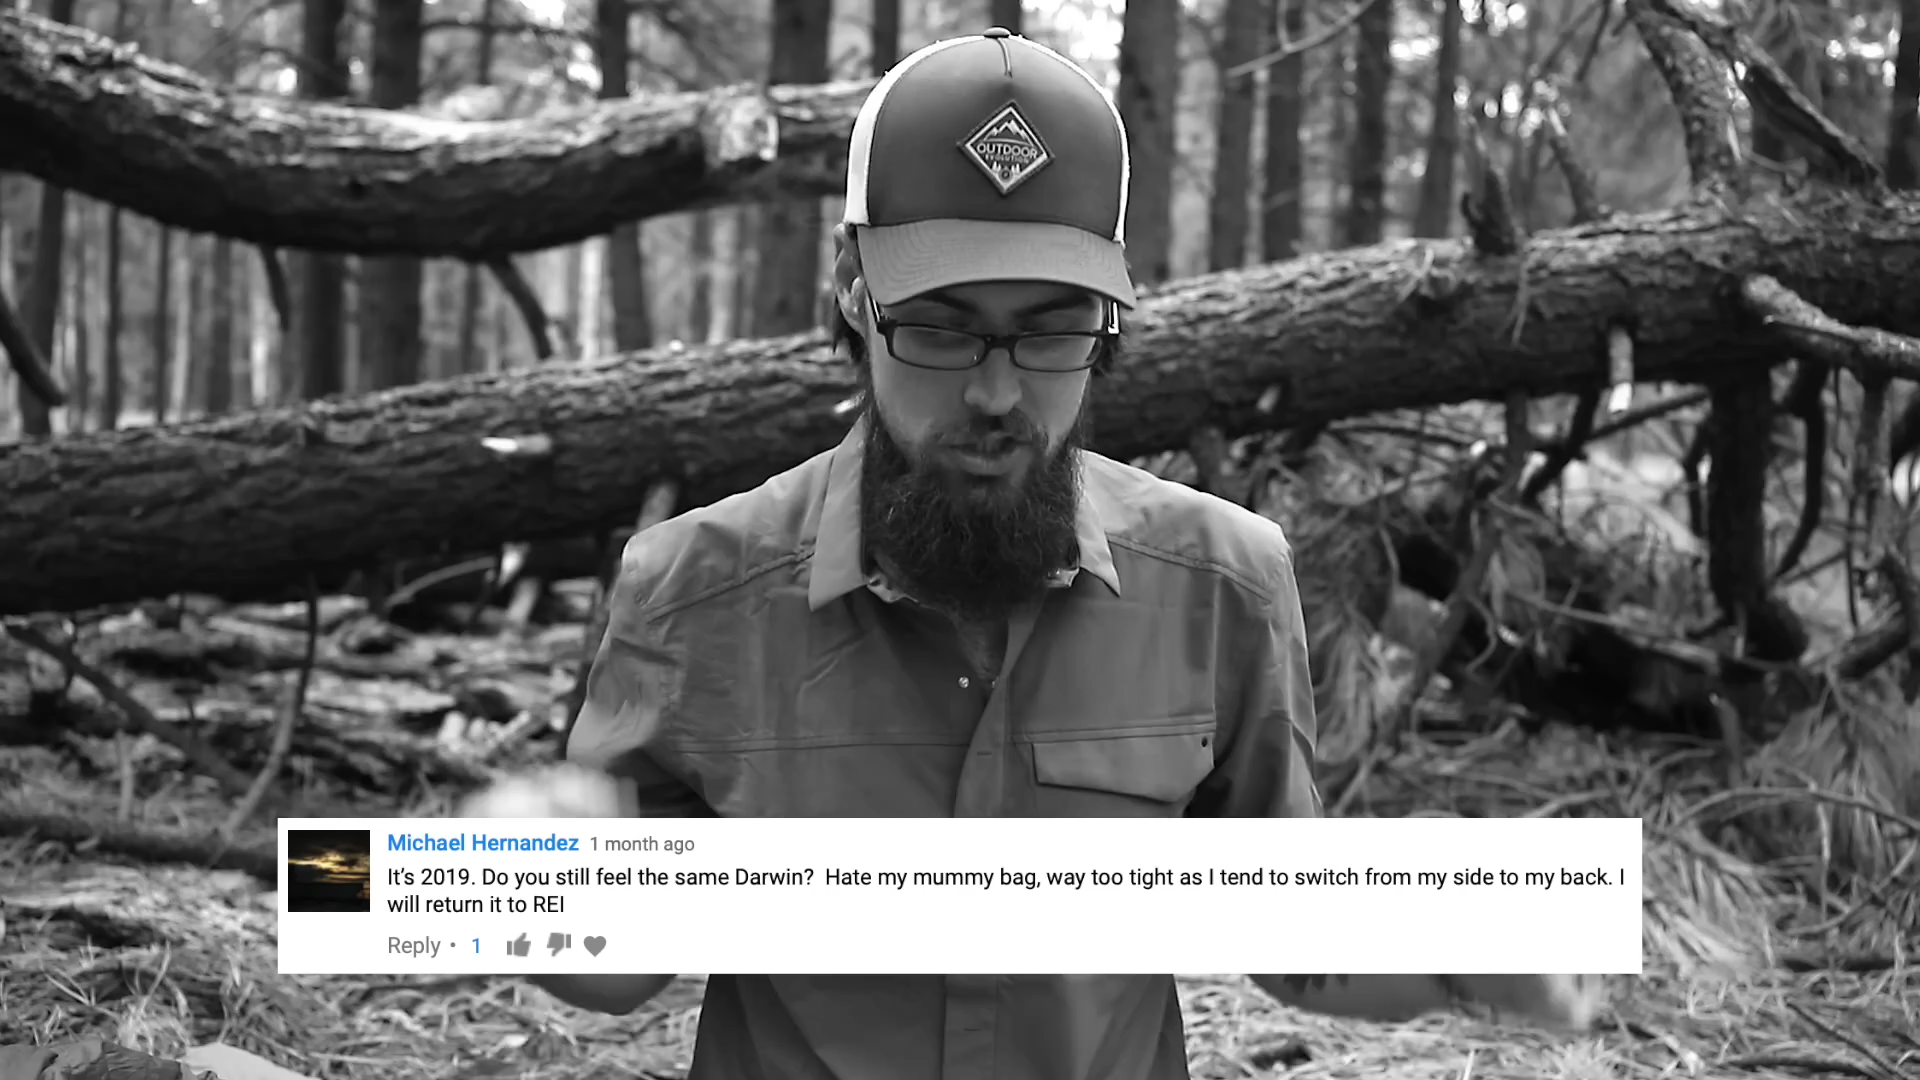 OUTDOOR
EVOLUTION
Michael Hernandez 1 month ago
It’s 2019. Do you still feel the same Darwin?  Hate my mummy bag, way too tight as I tend to switch from my side to my back. I
will return it to REI
Reply • 1